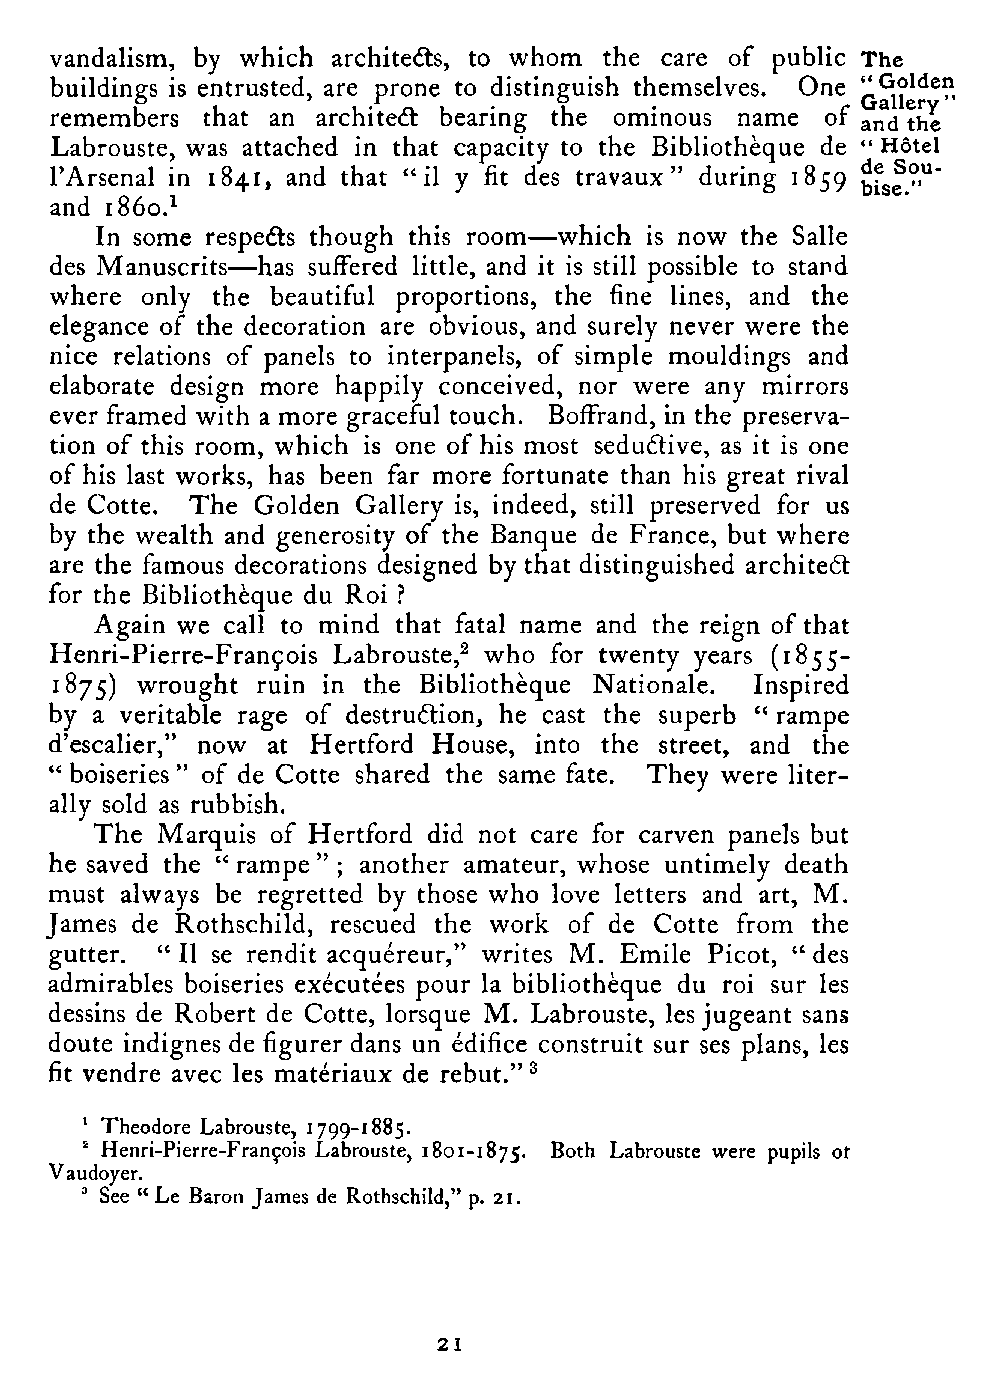 vandalism, by which architects, to whom the care of public
buildings is entrusted, are prone to distinguish themselves. One
remembers that an architect bearing the ominous name of
Labrouste, was attached in that capacity to the Bibliothèque de
l'Arsenal in 1841, and that “il y fit des travaux” during 1859
and 1860.¹
The
“Golden
Gallery”
and the
“Hôtel
de Sou-
bise.”
In some respects though this room—which is now the Salle
des Manuscrits—has suffered little, and it is still possible to stand
where only the beautiful proportions, the fine lines, and the
elegance of the decoration are obvious, and surely never were the
nice relations of panels to interpanels, of simple mouldings and
elaborate design more happily conceived, nor were any mirrors
ever framed with a more graceful touch. Boffrand, in the preserva-
tion of this room, which is one of his most seductive, as it is one
of his last works, has been far more fortunate than his great rival
de Cotte. The Golden Gallery is, indeed, still preserved for us
by the wealth and generosity of the Banque de France, but where
are the famous decorations designed by that distinguished architect
for the Bibliothèque du Roi ?
Again we call to mind that fatal name and the reign of that
Henri-Pierre-François Labrouste,² who for twenty years (1855-
1875) wrought ruin in the Bibliothèque Nationale. Inspired
by a veritable rage of destruction, he cast the superb “rampe
d'escalier,” now at Hertford House, into the street, and the
“boiseries” of de Cotte shared the same fate. They were liter-
ally sold as rubbish.
The Marquis of Hertford did not care for carven panels but
he saved the “rampe” ; another amateur, whose untimely death
must always be regretted by those who love letters and art, M.
James de Rothschild, rescued the work of de Cotte from the
gutter. “Il se rendit acquéreur,” writes M. Emile Picot, “des
admirables boiseries exécutées pour la bibliothèque du roi sur les
dessins de Robert de Cotte, lorsque M. Labrouste, les jugeant sans
doute indignes de figurer dans un édifice construit sur ses plans, les
fit vendre avec les matériaux de rebut.” ³
¹ Theodore Labrouste, 1799-1885.
² Henri-Pierre-François Labrouste, 1801-1875. Both Labrouste were pupils of
Vaudoyer.
³ See “Le Baron James de Rothschild,” p. 21.
21